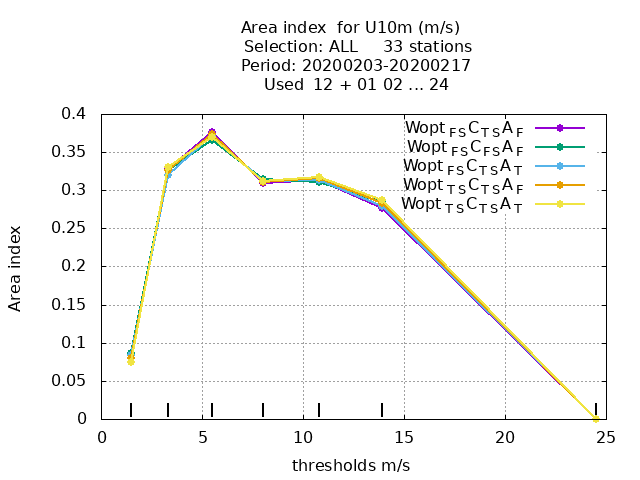 Area index  for U10m (m/s)
Selection: ALL     33 stations
Period: 20200203-20200217
Used  12 + 01 02 ... 24
Wopt FS C TS A F
Wopt FS C FS A F
Wopt FS C TS A T
Wopt TS C TS A F
Wopt TS C TS A T
Area index
0.4
0.35
0.3
0.25
0.2
0.15
0.1
0.05
0
0 5 10 15 20 25
thresholds m/s